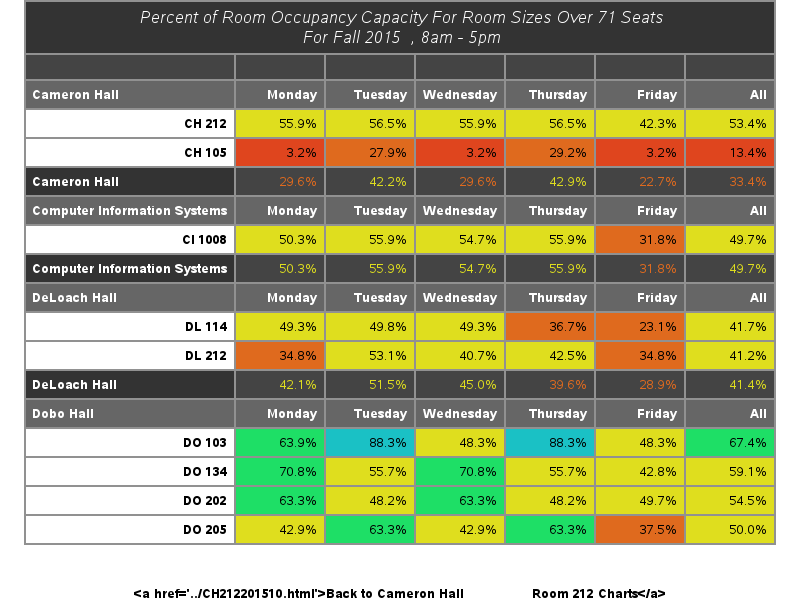 Percent of Room Occupancy Capacity For Room Sizes Over 71 Seats
For Fall 2015 , 8am - 5pm
Cameron Hall Monday Tuesday Wednesday Thursday Friday All
CH 212 55.9% 56.5% 55.9% 56.5% 42.3% 53.4%
CH 105 3.2% 27.9% 3.2% 29.2% 3.2% 13.4%
Cameron Hall 29.6% 42.2% 29.6% 42.9% 22.7% 33.4%
Computer Information Systems Monday Tuesday Wednesday Thursday Friday All
CI 1008 50.3% 55.9% 54.7% 55.9% 31.8% 49.7%
Computer Information Systems 50.3% 55.9% 54.7% 55.9% 31.8% 49.7%
DeLoach Hall Monday Tuesday Wednesday Thursday Friday All
DL 114 49.3% 49.8% 49.3% 36.7% 23.1% 41.7%
DL 212 34.8% 53.1% 40.7% 42.5% 34.8% 41.2%
DeLoach Hall 42.1% 51.5% 45.0% 39.6% 28.9% 41.4%
Dobo Hall Monday Tuesday Wednesday Thursday Friday All
DO 103 63.9% 88.3% 48.3% 88.3% 48.3% 67.4%
DO 134 70.8% 55.7% 70.8% 55.7% 42.8% 59.1%
DO 202 63.3% 48.2% 63.3% 48.2% 49.7% 54.5%
DO 205 42.9% 63.3% 42.9% 63.3% 37.5% 50.0%
<a href='../CH212201510.html'>Back to Cameron Hall Room 212 Charts</a>